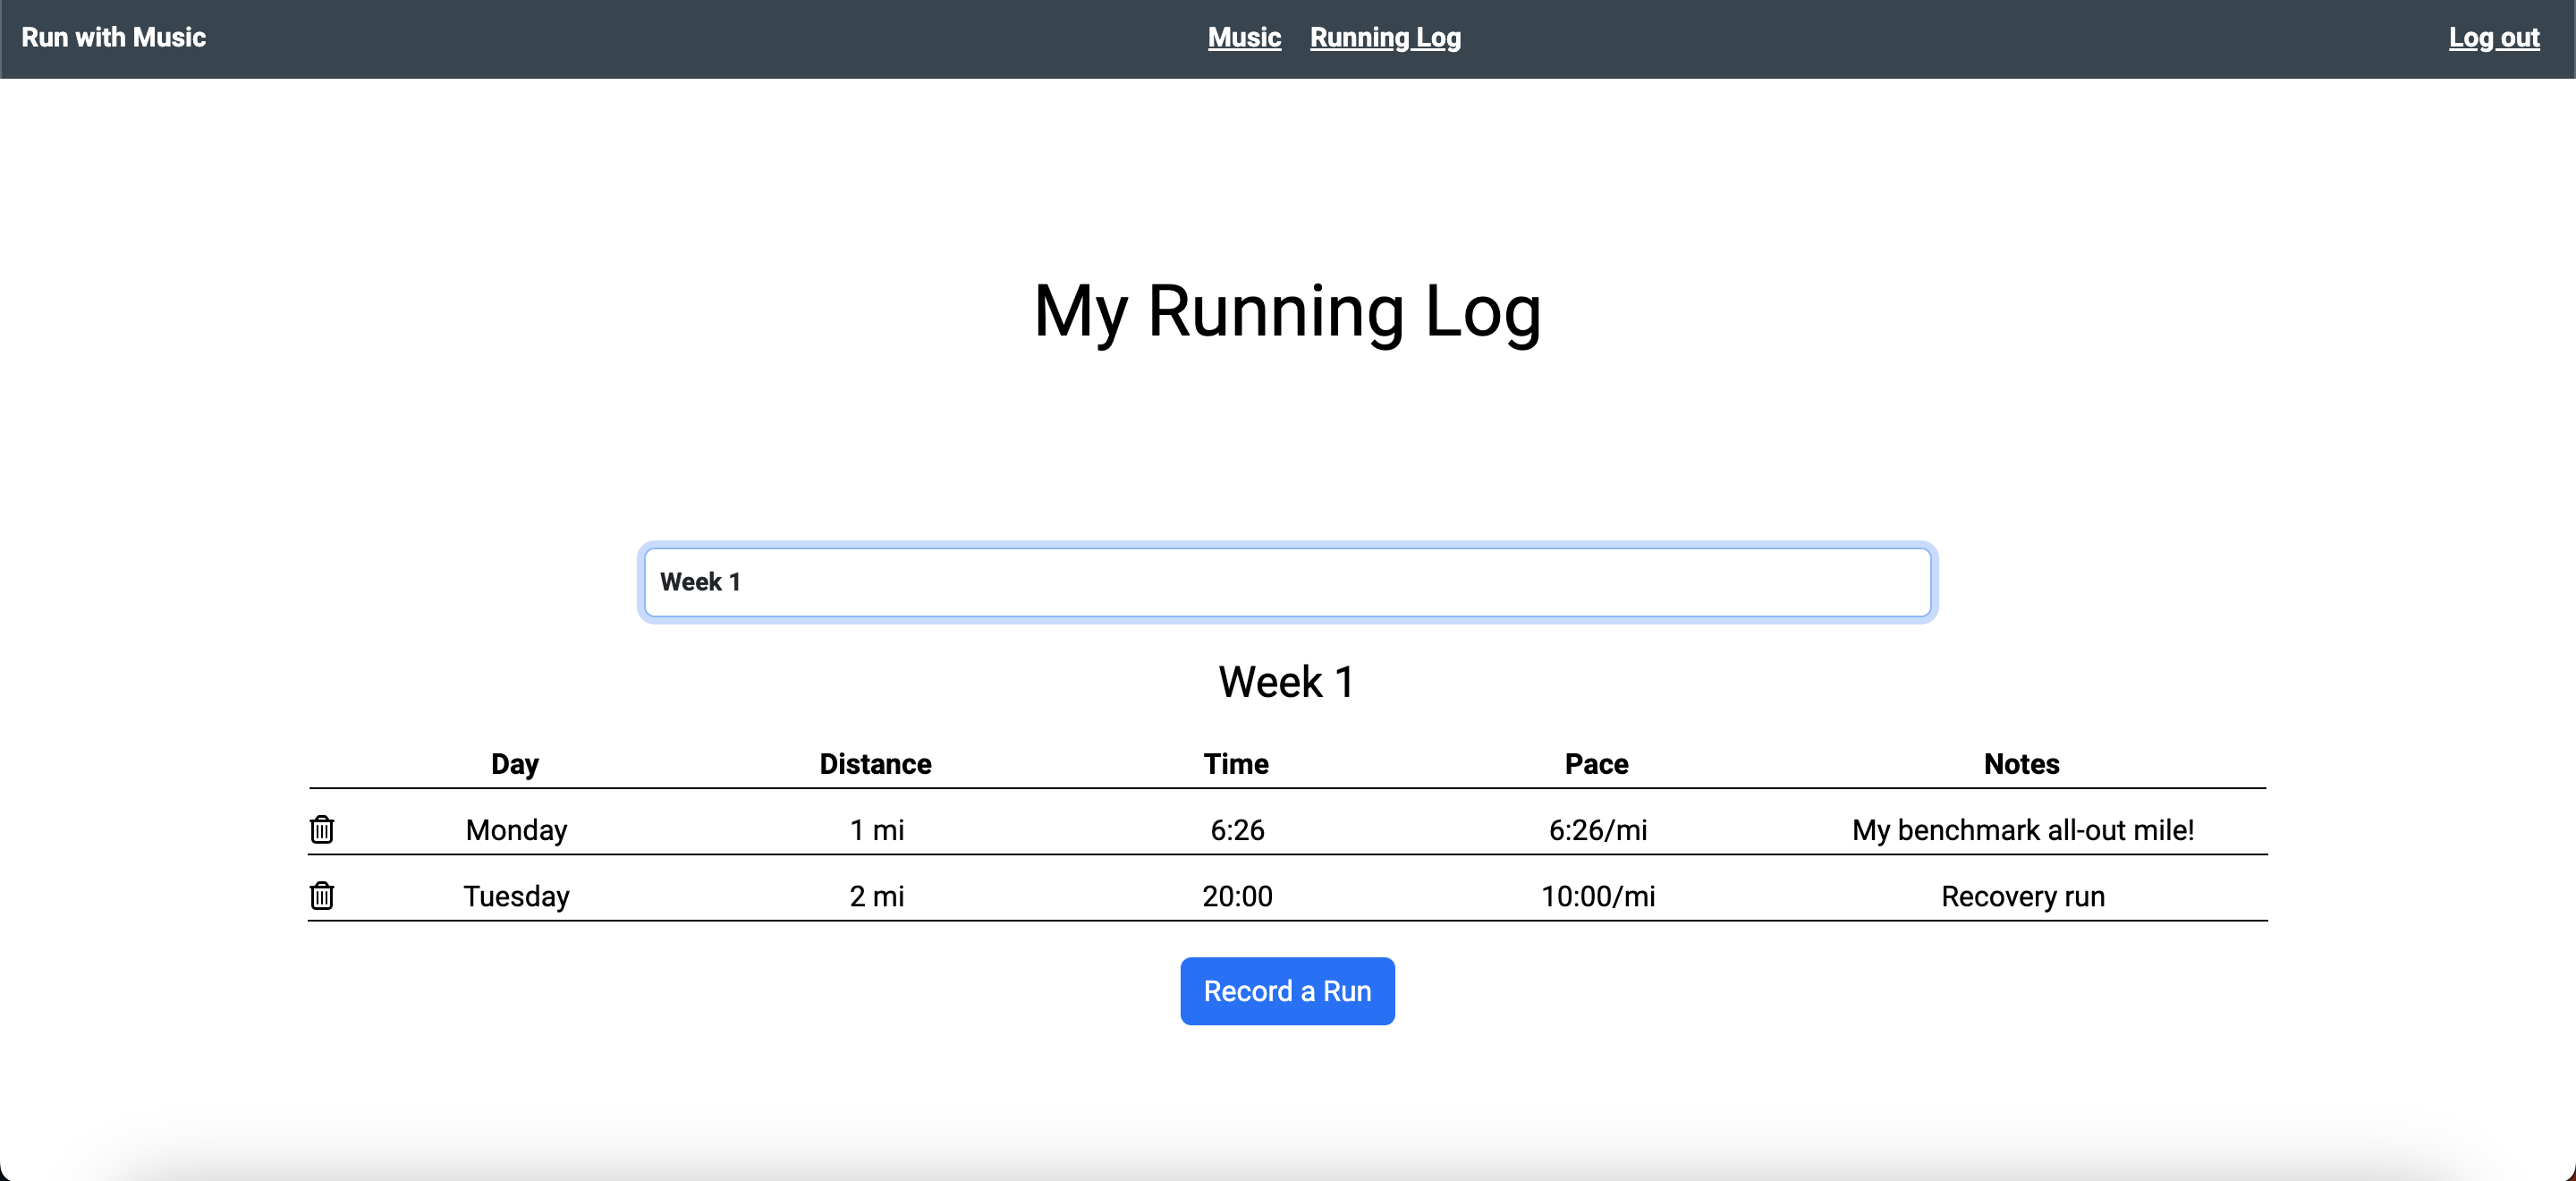 Run with Music Music Running Log Log out
My Running Log
Week 1
Week 1
Day Distance Time Pace Notes
Monday 1 mi 6:26 6:26/mi My benchmark all-out mile!
Tuesday 2 mi 20:00 10:00/mi Recovery run
Record a Run